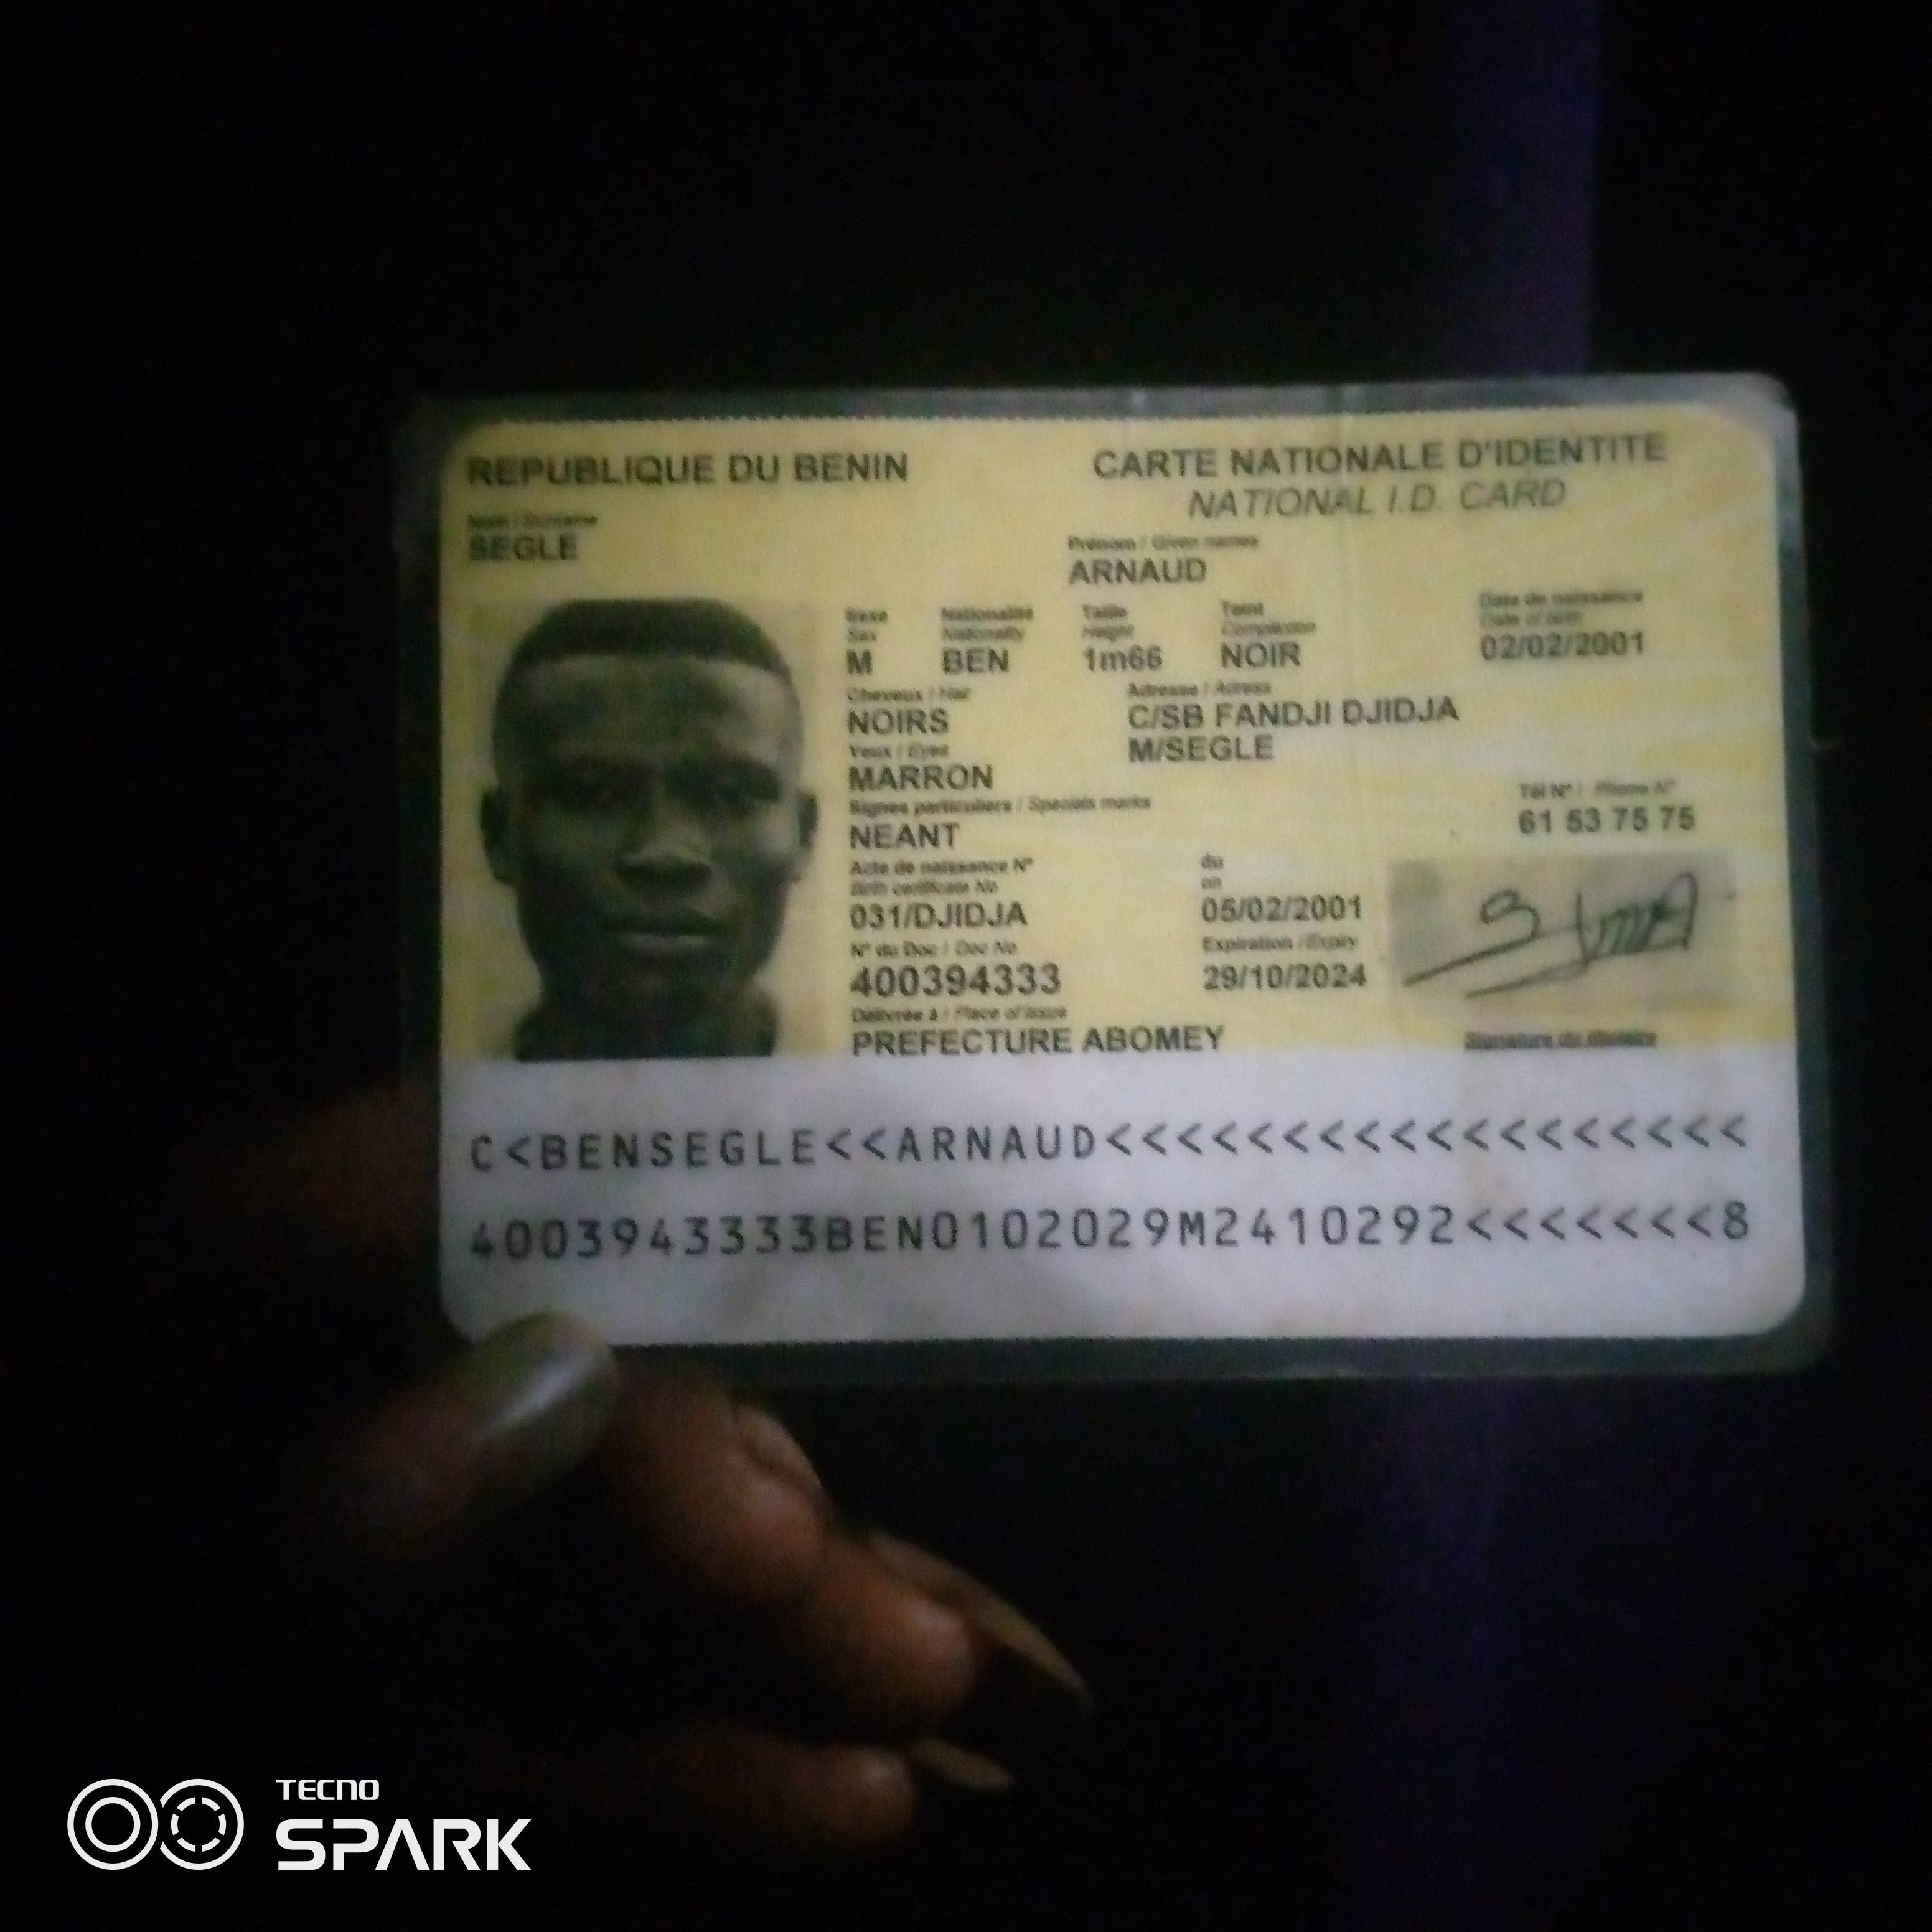 REPUBLIQUE DU BENIN
CARTE NATIONALE D'IDENTITE
NATIONAL I.D. CARD
Nom / Surname
SEGLE
Prénom / Given names
ARNAUD
Sexe Nationalité Taille Teint Date de naissance
Sex Nationality Height Complexion Date of birth
M BEN 1m66 NOIR 02/02/2001
Cheveux / Hair Adresse / Adress
NOIRS C/SB FANDJI DJIDJA
Yeux / Eyes M/SEGLE
MARRON
Signes particuliers / Specials marks Tél N° / Phone N°
NEANT 61 53 75 75
Acte de naissance N° du
Birth certificate No on
031/DJIDJA 05/02/2001
N° du Doc / Doc No Expiration / Expiry
400394333 29/10/2024
Délivrée à / Place of issue
PREFECTURE ABOMEY Signature du titulaire
C<BENSEGLE<<ARNAUD<<<<<<<<<<<<<<<<<<
4003943333BEN0102029M2410292<<<<<<<8
TECNO
SPARK